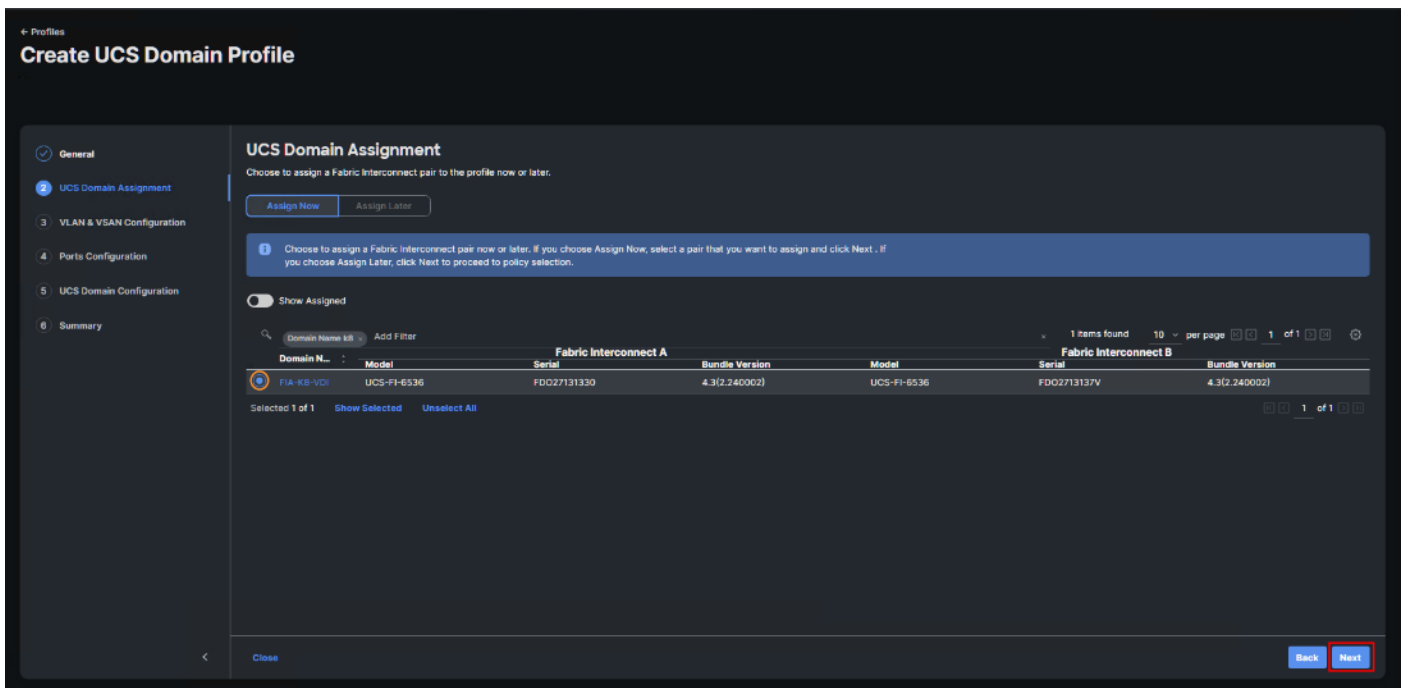 ← Profiles
Create UCS Domain Profile
General
2 UCS Domain Assignment
3 VLAN & VSAN Configuration
4 Ports Configuration
5 UCS Domain Configuration
6 Summary
UCS Domain Assignment
Choose to assign a Fabric Interconnect pair to the profile now or later.
Assign Now Assign Later
Choose to assign a Fabric Interconnect pair now or later. If you choose Assign Now, select a pair that you want to assign and click Next . If
you choose Assign Later, click Next to proceed to policy selection.
Show Assigned
Domain Name kB Add Filter × 1 items found 10 per page 1 of 1
Fabric Interconnect A Fabric Interconnect B
Domain N... Model Serial Bundle Version Model Serial Bundle Version
FIA-KB-VDI UCS-FI-6536 FDO27131330 4.3(2.240002) UCS-FI-6536 FDO2713137V 4.3(2.240002)
Selected 1 of 1 Show Selected Unselect All 1 of 1
Close Back Next